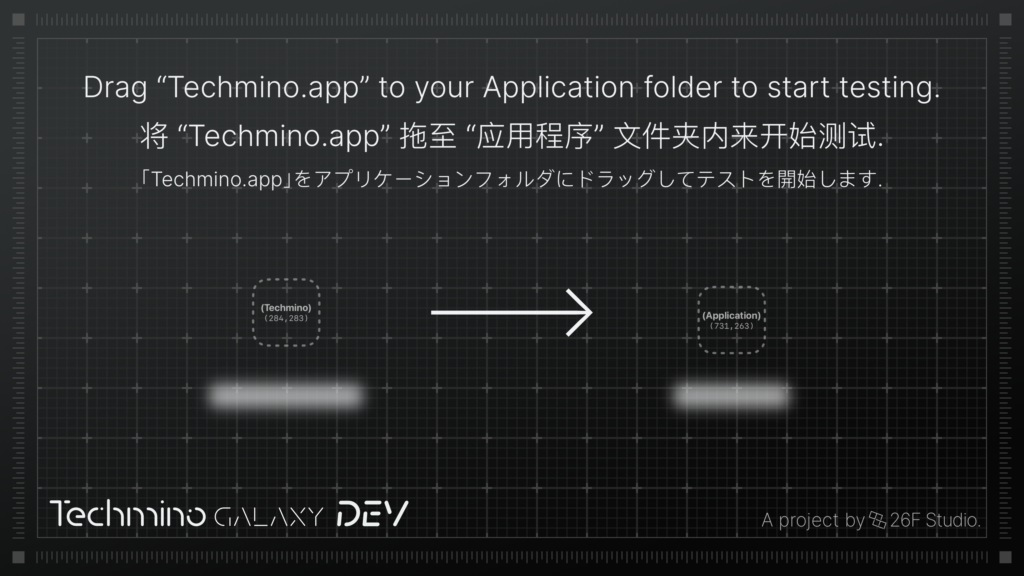 Drag “Techmino.app” to your Application folder to start testing.
将 “Techmino.app” 拖至 “应用程序” 文件夹内来开始测试.
「Techmino.app」をアプリケーションフォルダにドラッグしてテストを開始します.
(Techmino)
(284,283)
(Application)
(731,263)
Techmino GALAXY DEV
A project by 26F Studio.